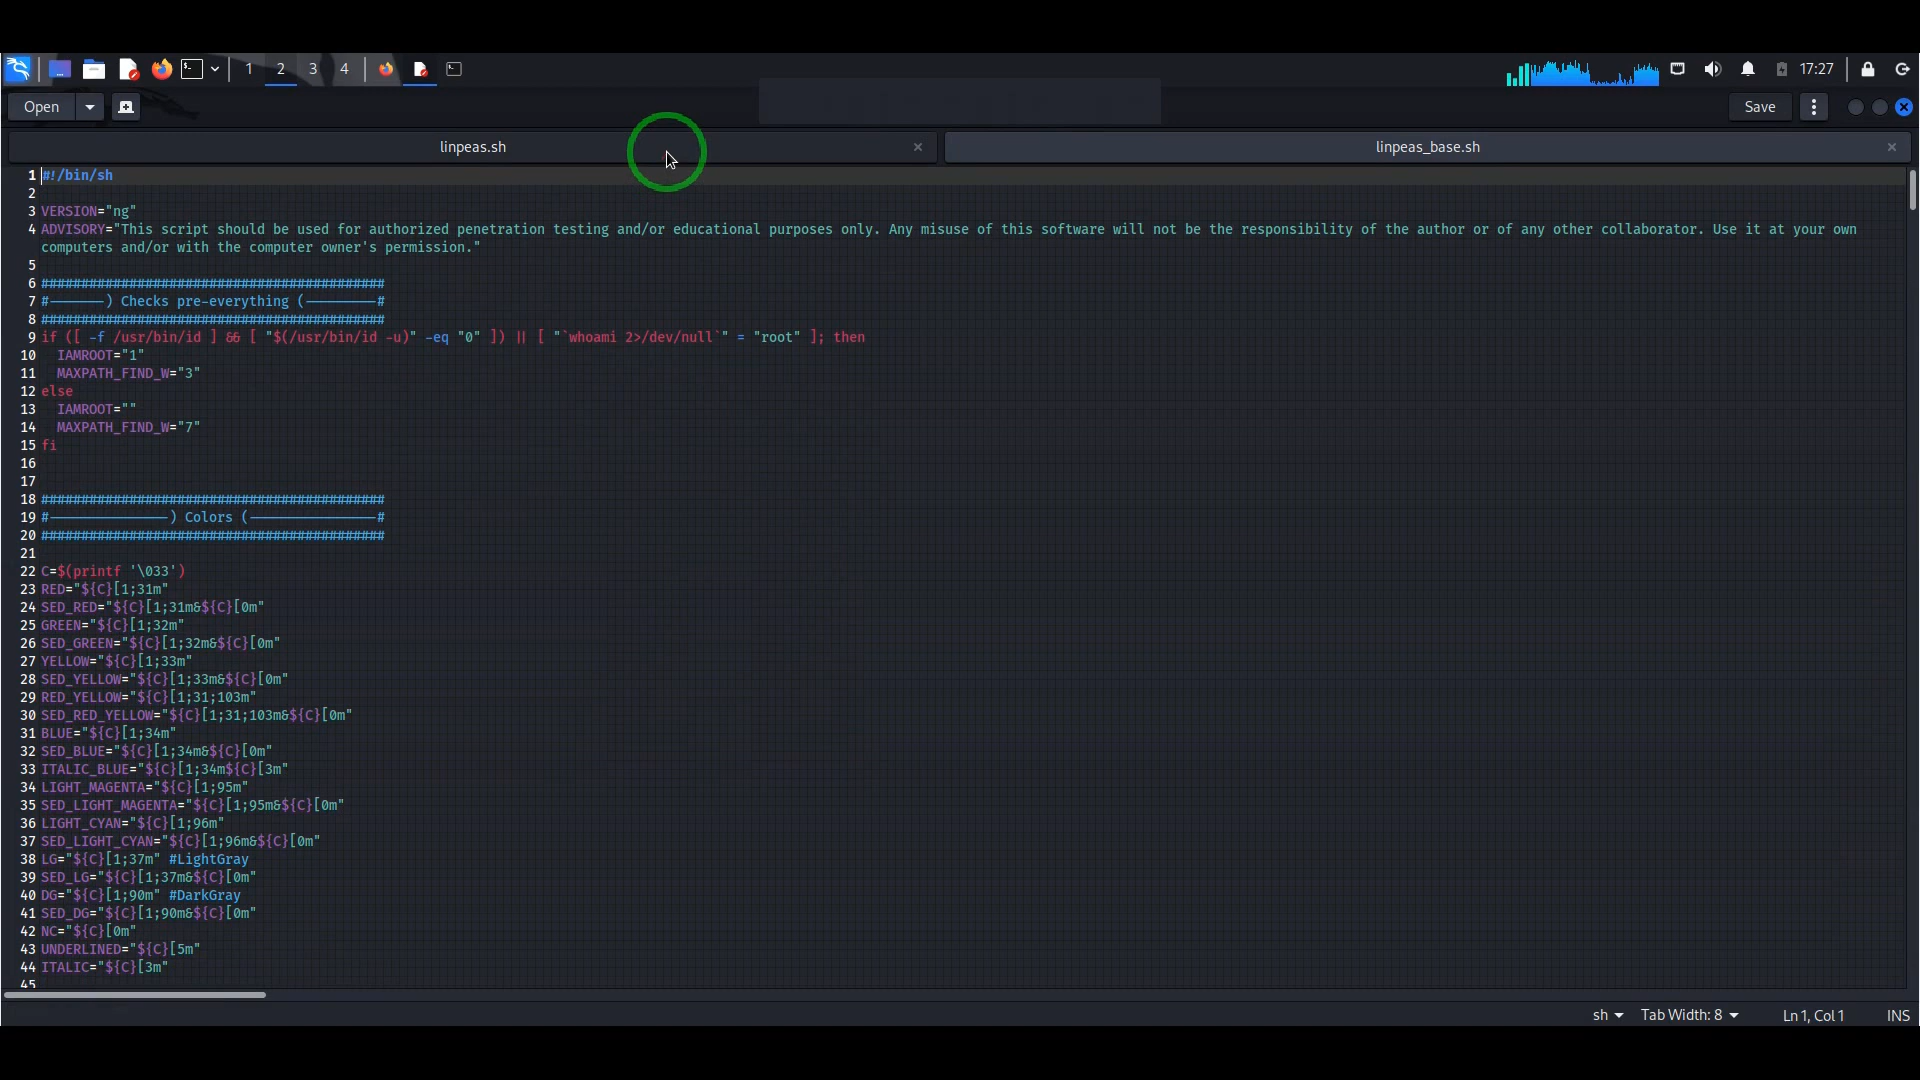 1 2 3 4 17:27
Open Save
linpeas.sh × linpeas_base.sh ×
1 #!/bin/sh
2
3 VERSION="ng"
4 ADVISORY="This script should be used for authorized penetration testing and/or educational purposes only. Any misuse of this software will not be the responsibility of the author or of any other collaborator. Use it at your own
computers and/or with the computer owner's permission."
5
6 ###########################################
7 #-------) Checks pre-everything (---------#
8 ###########################################
9 if ([ -f /usr/bin/id ] && [ "$(/usr/bin/id -u)" -eq "0" ]) || [ "`whoami 2>/dev/null`" = "root" ]; then
10   IAMROOT="1"
11   MAXPATH_FIND_W="3"
12 else
13   IAMROOT=""
14   MAXPATH_FIND_W="7"
15 fi
16
17
18 ###########################################
19 #---------------) Colors (----------------#
20 ###########################################
21
22 C=$(printf '\033')
23 RED="${C}[1;31m"
24 SED_RED="${C}[1;31m&${C}[0m"
25 GREEN="${C}[1;32m"
26 SED_GREEN="${C}[1;32m&${C}[0m"
27 YELLOW="${C}[1;33m"
28 SED_YELLOW="${C}[1;33m&${C}[0m"
29 RED_YELLOW="${C}[1;31;103m"
30 SED_RED_YELLOW="${C}[1;31;103m&${C}[0m"
31 BLUE="${C}[1;34m"
32 SED_BLUE="${C}[1;34m&${C}[0m"
33 ITALIC_BLUE="${C}[1;34m${C}[3m"
34 LIGHT_MAGENTA="${C}[1;95m"
35 SED_LIGHT_MAGENTA="${C}[1;95m&${C}[0m"
36 LIGHT_CYAN="${C}[1;96m"
37 SED_LIGHT_CYAN="${C}[1;96m&${C}[0m"
38 LG="${C}[1;37m" #LightGray
39 SED_LG="${C}[1;37m&${C}[0m"
40 DG="${C}[1;90m" #DarkGray
41 SED_DG="${C}[1;90m&${C}[0m"
42 NC="${C}[0m"
43 UNDERLINED="${C}[5m"
44 ITALIC="${C}[3m"
45
sh Tab Width: 8 Ln 1, Col 1 INS